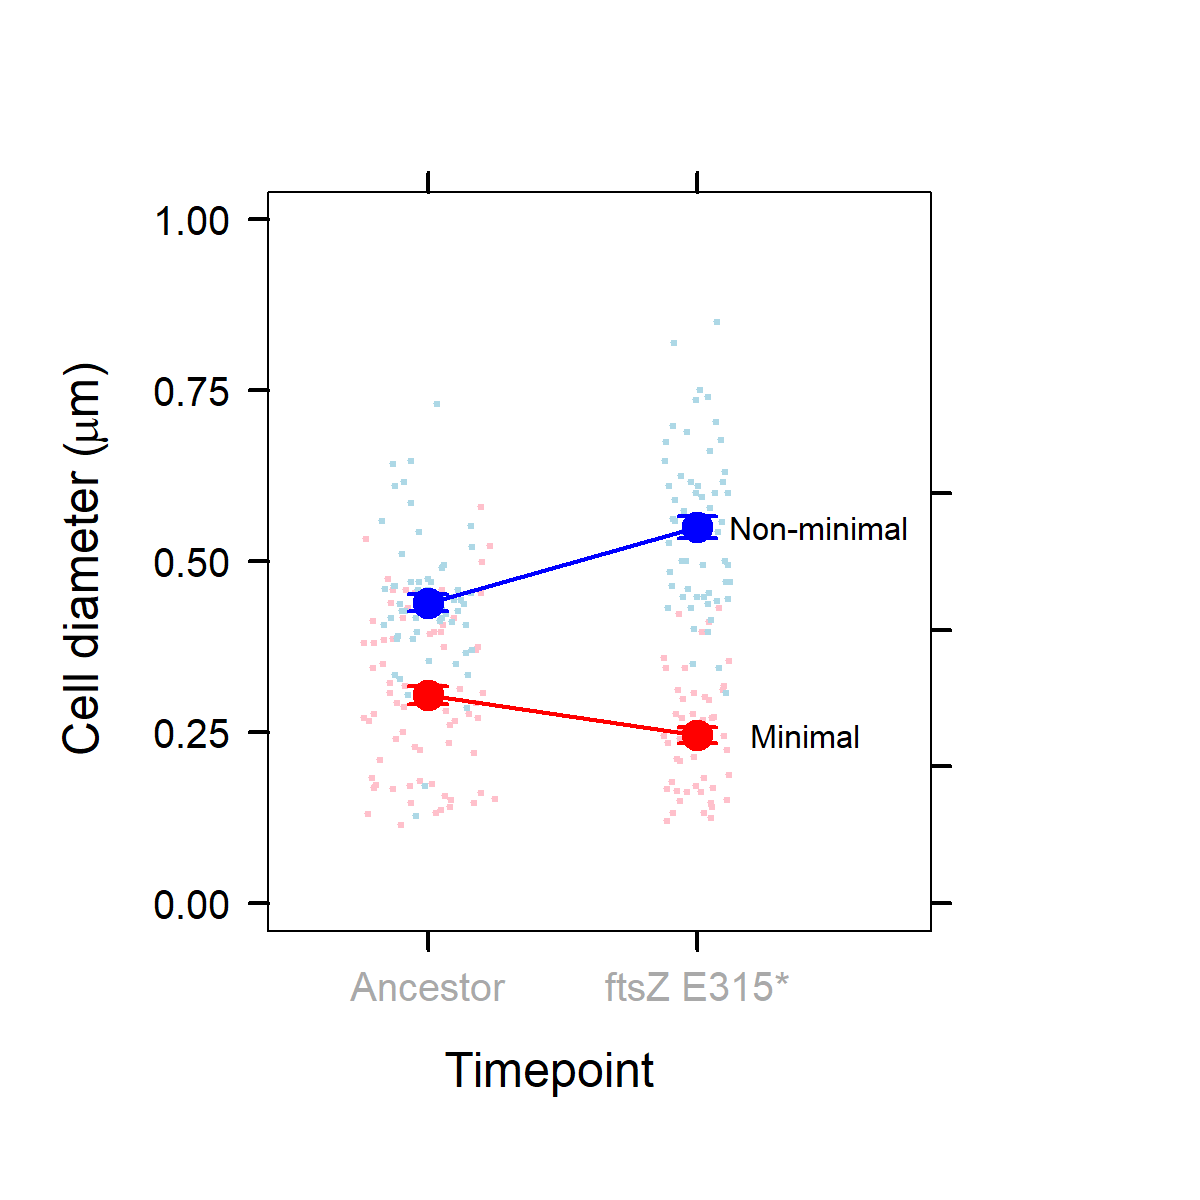 1.00
0.75
0.50
0.25
0.00
Cell diameter (μm)
Non-minimal
Minimal
Ancestor
ftsZ E315*
Timepoint